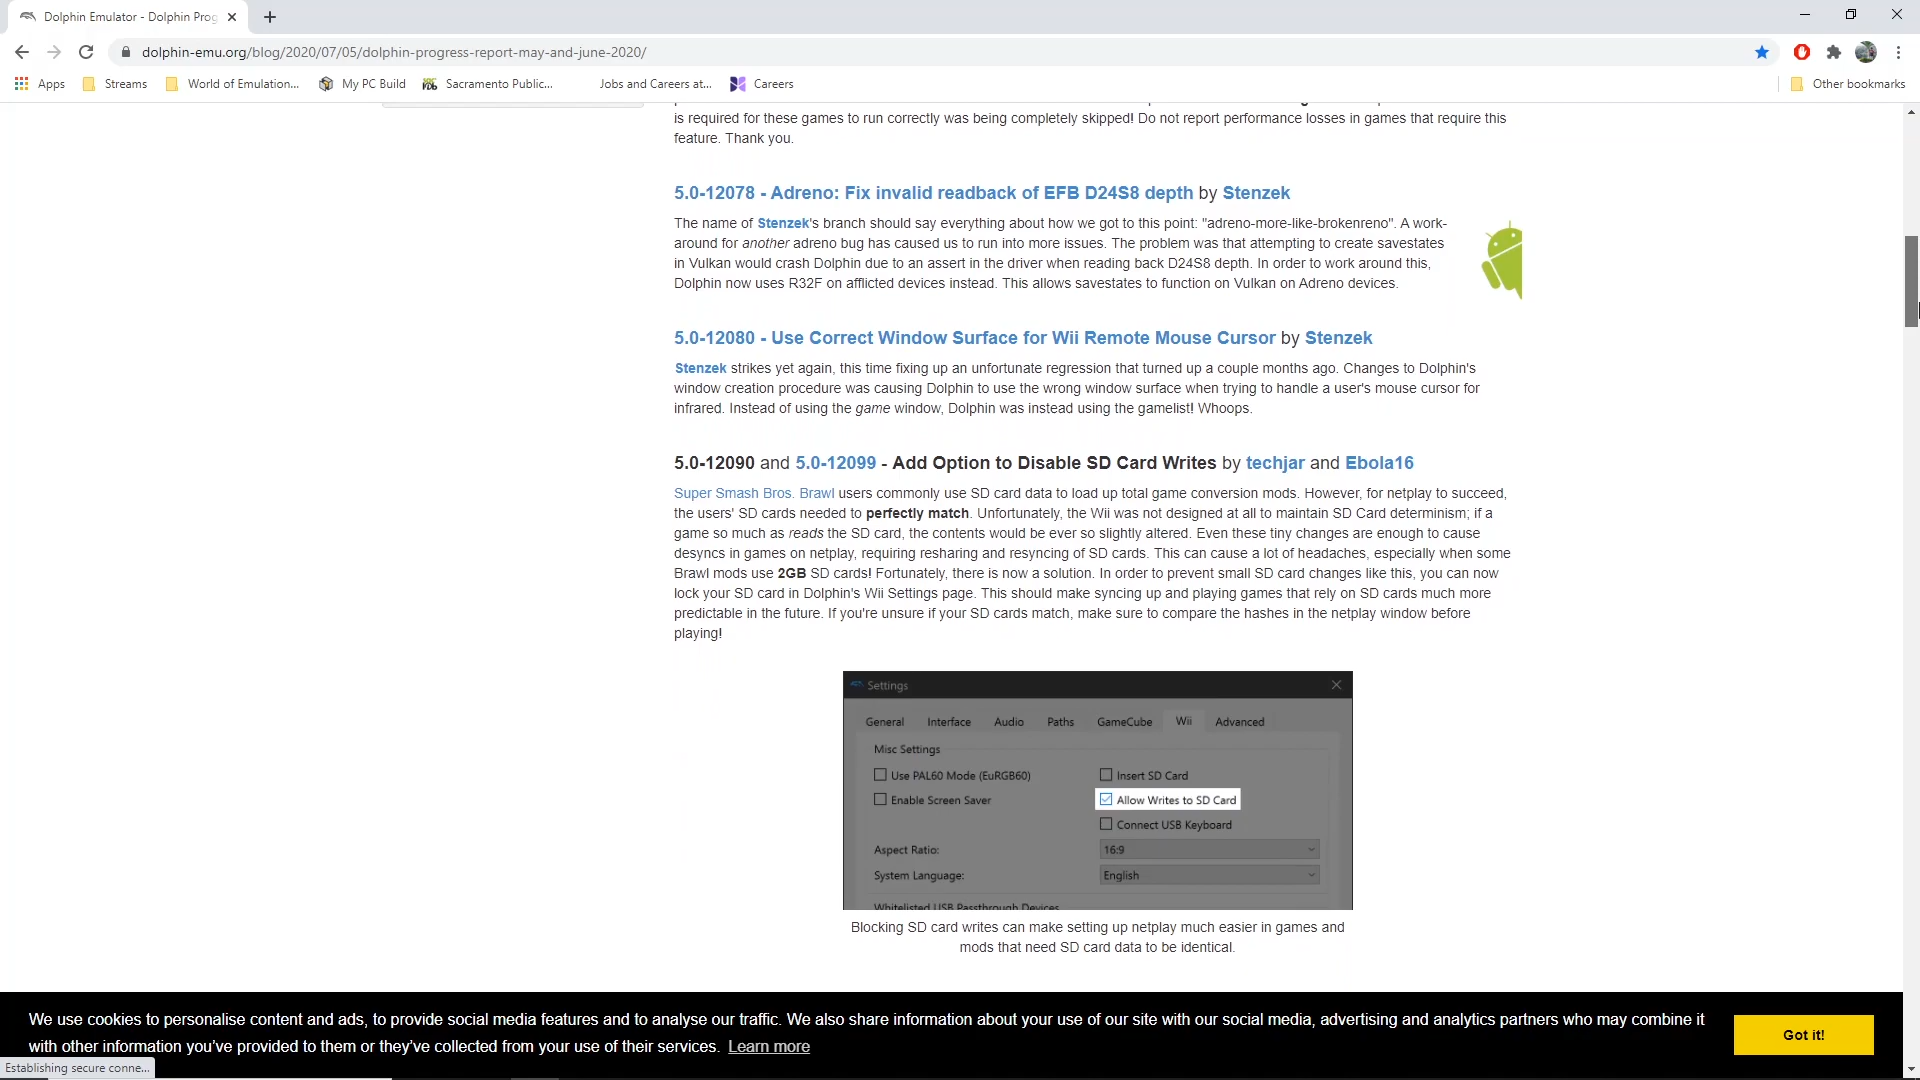 Dolphin Emulator - Dolphin Prog
dolphin-emu.org/blog/2020/07/05/dolphin-progress-report-may-and-june-2020/
Apps Streams World of Emulation... My PC Build Sacramento Public... Jobs and Careers at... Careers Other bookmarks
is required for these games to run correctly was being completely skipped! Do not report performance losses in games that require this
feature. Thank you.
5.0-12078 - Adreno: Fix invalid readback of EFB D24S8 depth by Stenzek
The name of Stenzek's branch should say everything about how we got to this point: "adreno-more-like-brokenreno". A work-
around for another adreno bug has caused us to run into more issues. The problem was that attempting to create savestates
in Vulkan would crash Dolphin due to an assert in the driver when reading back D24S8 depth. In order to work around this,
Dolphin now uses R32F on afflicted devices instead. This allows savestates to function on Vulkan on Adreno devices.
5.0-12080 - Use Correct Window Surface for Wii Remote Mouse Cursor by Stenzek
Stenzek strikes yet again, this time fixing up an unfortunate regression that turned up a couple months ago. Changes to Dolphin's
window creation procedure was causing Dolphin to use the wrong window surface when trying to handle a user's mouse cursor for
infrared. Instead of using the game window, Dolphin was instead using the gamelist! Whoops.
5.0-12090 and 5.0-12099 - Add Option to Disable SD Card Writes by techjar and Ebola16
Super Smash Bros. Brawl users commonly use SD card data to load up total game conversion mods. However, for netplay to succeed,
the users' SD cards needed to perfectly match. Unfortunately, the Wii was not designed at all to maintain SD Card determinism; if a
game so much as reads the SD card, the contents would be ever so slightly altered. Even these tiny changes are enough to cause
desyncs in games on netplay, requiring resharing and resyncing of SD cards. This can cause a lot of headaches, especially when some
Brawl mods use 2GB SD cards! Fortunately, there is now a solution. In order to prevent small SD card changes like this, you can now
lock your SD card in Dolphin's Wii Settings page. This should make syncing up and playing games that rely on SD cards much more
predictable in the future. If you're unsure if your SD cards match, make sure to compare the hashes in the netplay window before
playing!
Settings
General Interface Audio Paths GameCube Wii Advanced
Misc Settings
Use PAL60 Mode (EuRGB60) Insert SD Card
Enable Screen Saver Allow Writes to SD Card
Connect USB Keyboard
Aspect Ratio: 16:9
System Language: English
Whitelisted USB Passthrough Devices
Blocking SD card writes can make setting up netplay much easier in games and
mods that need SD card data to be identical.
We use cookies to personalise content and ads, to provide social media features and to analyse our traffic. We also share information about your use of our site with our social media, advertising and analytics partners who may combine it
with other information you've provided to them or they've collected from your use of their services. Learn more
Got it!
Establishing secure conne...